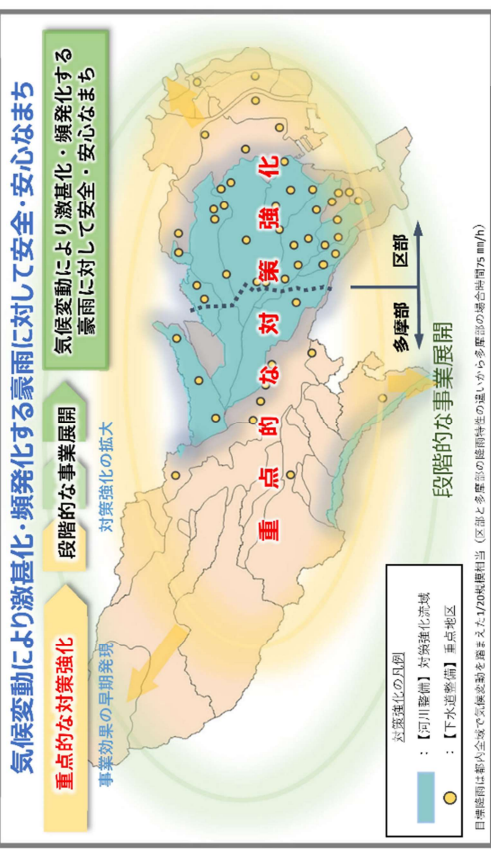 気候変動により激甚化・頻発化する豪雨に対して安全・安心なまち
重点的な対策強化
段階的な事業展開
気候変動により激甚化・頻発化する
豪雨に対して安全・安心なまち
事業効果の早期発現
対策強化の拡大
重点的な対策強化
多摩部
区部
段階的な事業展開
対策強化の凡例
:【河川整備】対策強化流域
:【下水道整備】重点地区
目標降雨は都内全域で気候変動を踏まえた1/20規模相当(区部と多摩部の降雨特性の違いから多摩部の場合時間75㎜/h)